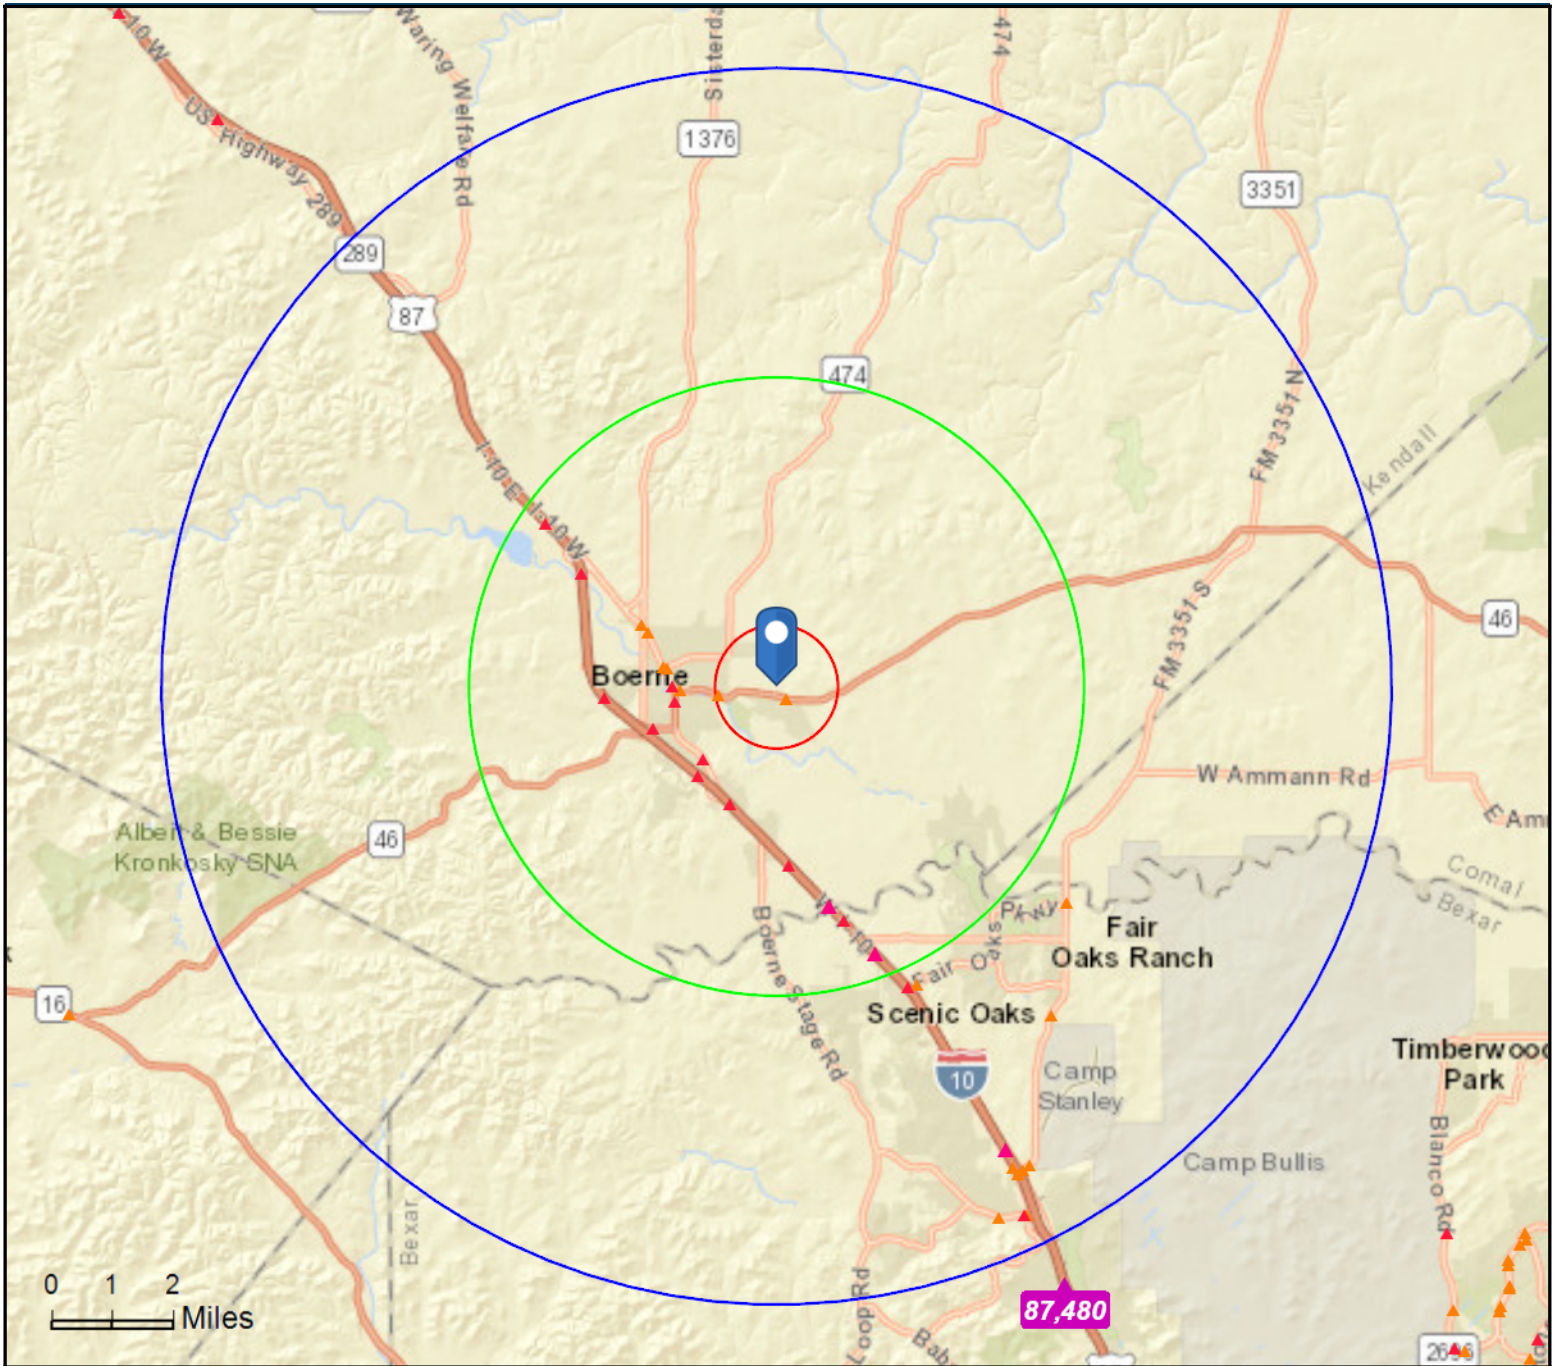 10 W
Waring Welfare Rd
474
US Highway 289
1376
3351
289
87
474
FM 3351 N
Kendall
I-10 E
I-10 W
46
FM 3351 S
Boerne
W Ammann Rd
Albert & Bessie
Kronkosky SNA
46
Comal
Bexar
Pkwy
Fair
Oaks Ranch
Fair Oaks
16
Scenic Oaks
Boerne Stage Rd
Timberwood
Park
10
Camp
Stanley
Blanco Rd
Camp Bullis
Bexar
0 1 2
Miles
87,480
Loop Rd